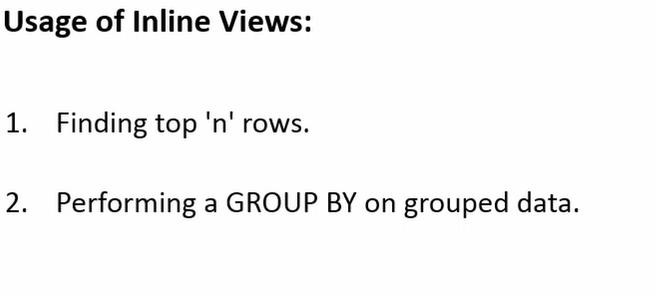 Usage of Inline Views:
1. Finding top 'n' rows.
2. Performing a GROUP BY on grouped data.